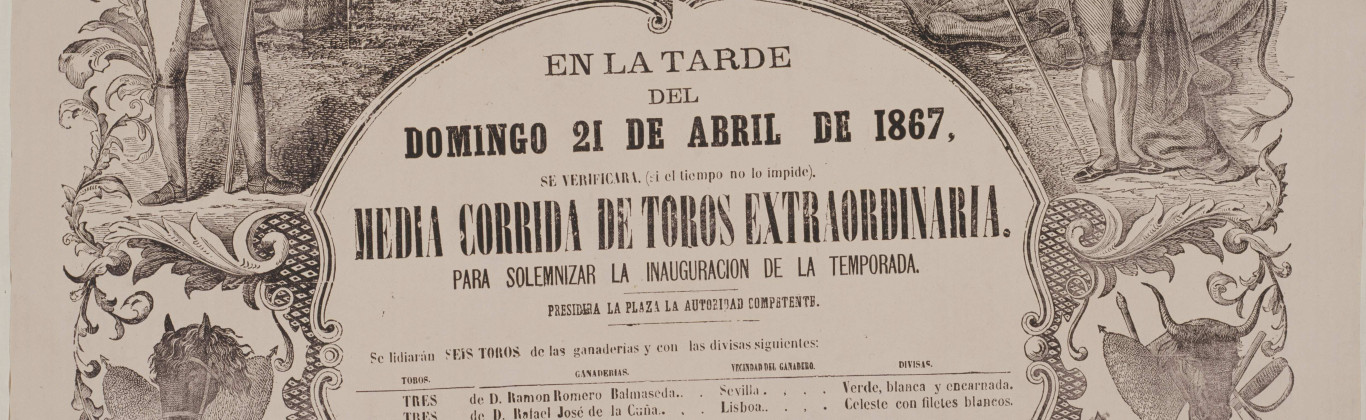 EN LA TARDE
DEL
DOMINGO 21 DE ABRIL DE 1867,
SE VERIFICARA, (si el tiempo no lo impide),
MEDIA CORRIDA DE TOROS EXTRAORDINARIA.
PARA SOLEMNIZAR LA INAUGURACION DE LA TEMPORADA.
PRESIDIRA LA PLAZA LA AUTORIDAD COMPETENTE.
Se lidiarán SEIS TOROS de las ganaderías y con las divisas siguientes:
TOROS. GANADERIAS. VECINDAD DEL GANADERO. DIVISAS.
TRES de D. Ramon Romero Balmaseda. . . Sevilla . . . . Verde, blanca y encarnada.
TRES de D. Rafael José de la Cuña. . . . Lisboa. . . . . Celeste con filetes blancos.